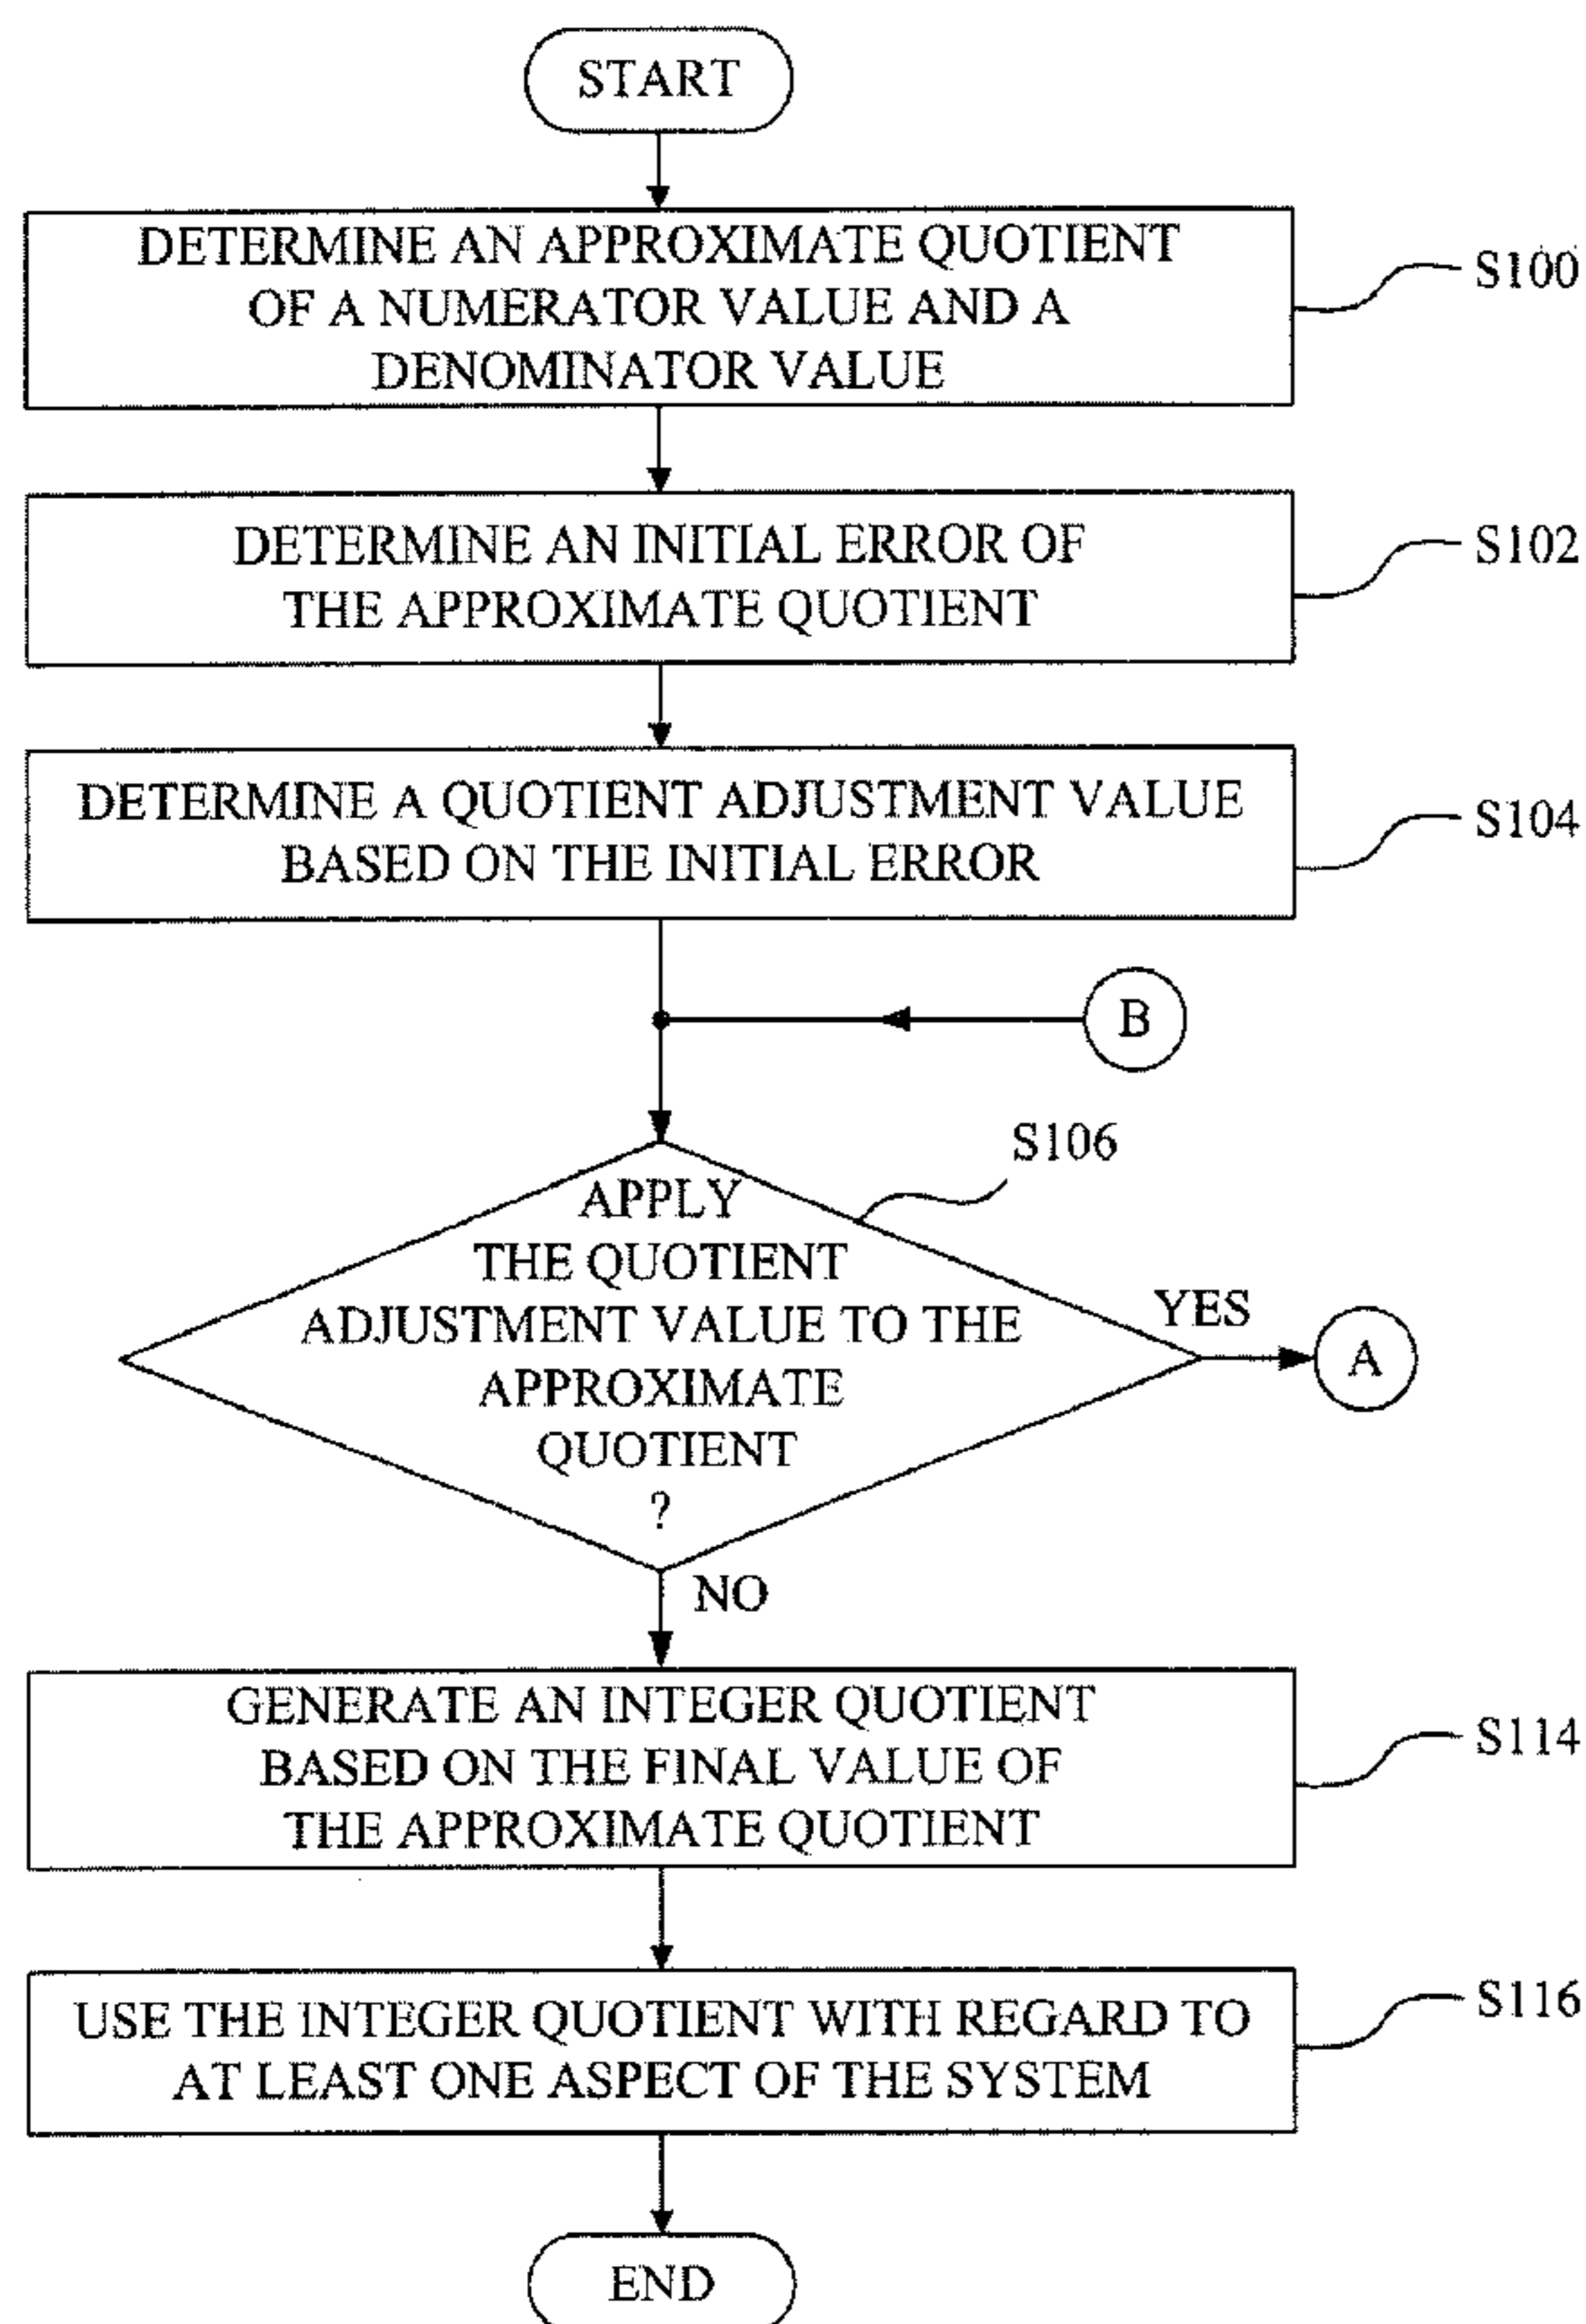 START
DETERMINE AN APPROXIMATE QUOTIENT
OF A NUMERATOR VALUE AND A
DENOMINATOR VALUE
S100
DETERMINE AN INITIAL ERROR OF
THE APPROXIMATE QUOTIENT
S102
DETERMINE A QUOTIENT ADJUSTMENT VALUE
BASED ON THE INITIAL ERROR
S104
B
S106
APPLY
THE QUOTIENT
ADJUSTMENT VALUE TO THE
APPROXIMATE
QUOTIENT
?
YES
A
NO
GENERATE AN INTEGER QUOTIENT
BASED ON THE FINAL VALUE OF
THE APPROXIMATE QUOTIENT
S114
USE THE INTEGER QUOTIENT WITH REGARD TO
AT LEAST ONE ASPECT OF THE SYSTEM
S116
END